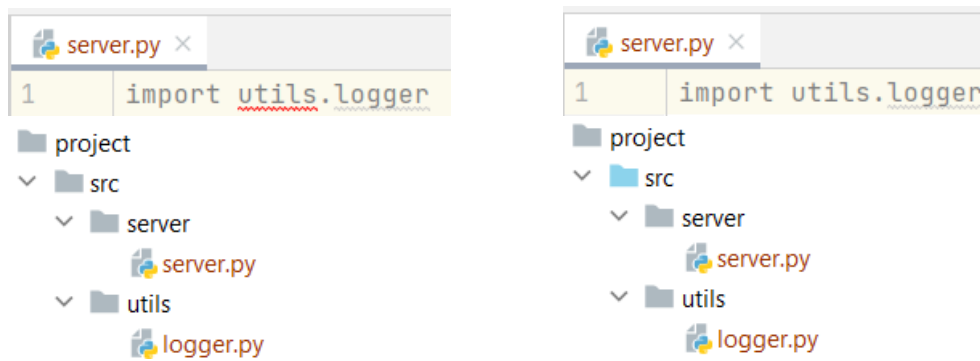 server.py
1 import utils.logger
project
src
server
server.py
utils
logger.py
server.py
1 import utils.logger
project
src
server
server.py
utils
logger.py